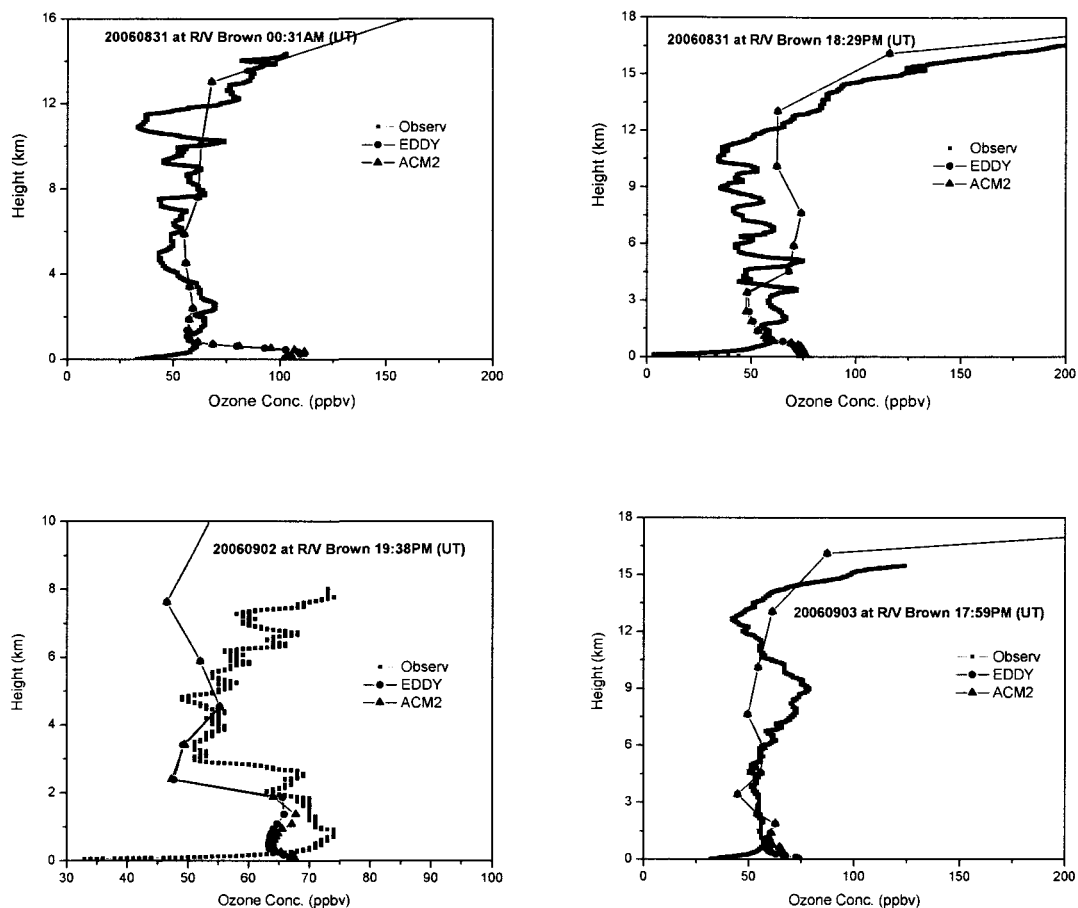 20060831 at R/V Brown 00:31AM (UT)
Height (km)
16
12
8
4
0
Observ
EDDY
ACM2
0 50 100 150 200
Ozone Conc. (ppbv)
20060831 at R/V Brown 18:29PM (UT)
Height (km)
18
15
12
9
6
3
0
Observ
EDDY
ACM2
0 50 100 150 200
Ozone Conc. (ppbv)
20060902 at R/V Brown 19:38PM (UT)
Height (km)
10
8
6
4
2
0
Observ
EDDY
ACM2
30 40 50 60 70 80 90 100
Ozone Conc. (ppbv)
20060903 at R/V Brown 17:59PM (UT)
Height (km)
18
15
12
9
6
3
0
Observ
EDDY
ACM2
0 50 100 150 200
Ozone Conc. (ppbv)